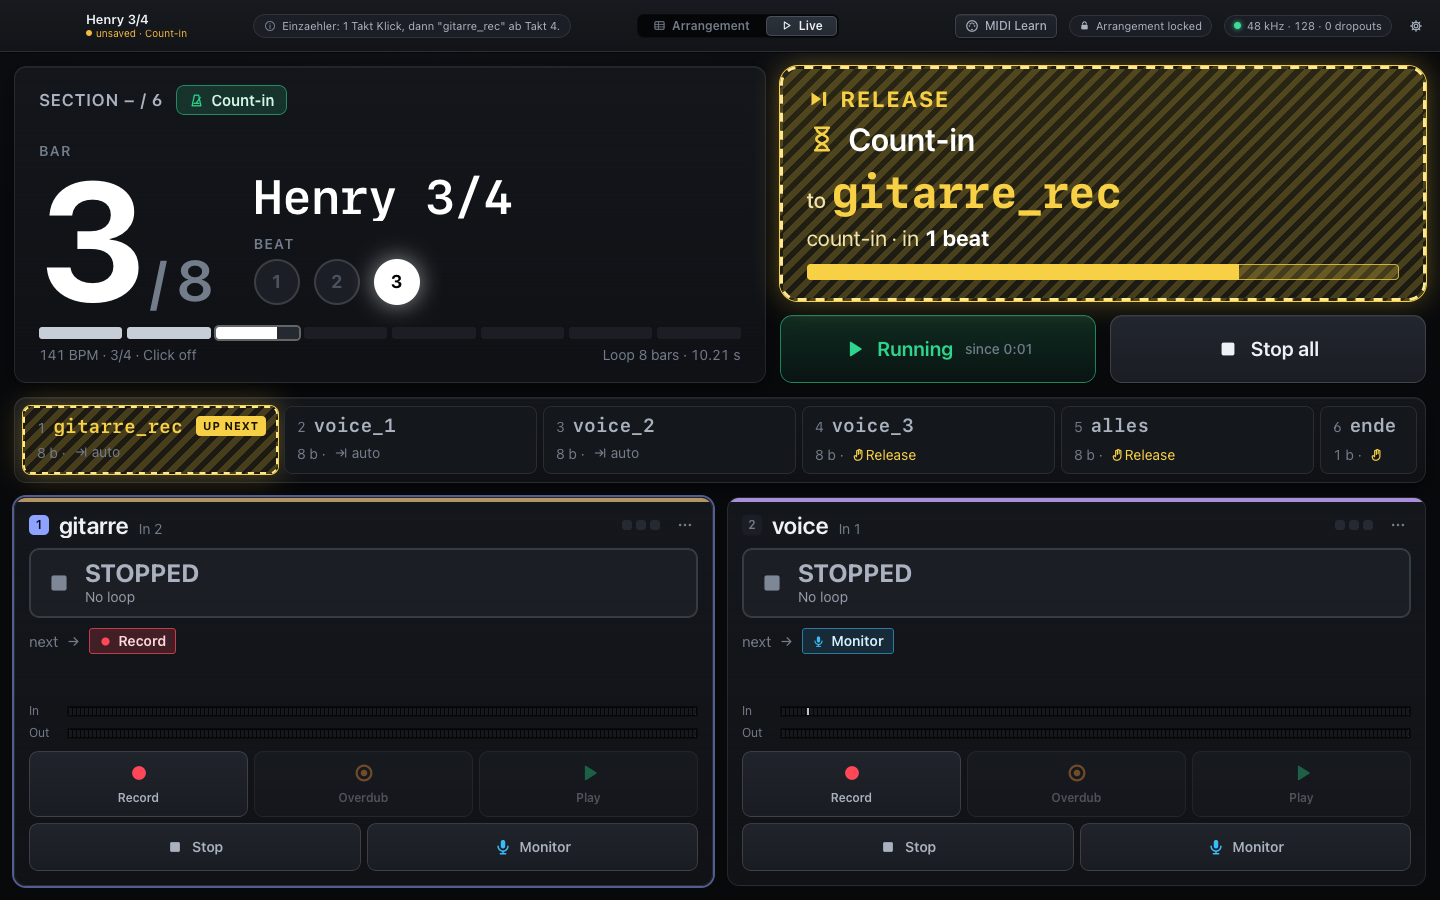 Henry 3/4
unsaved · Count-in
Einzaehler: 1 Takt Klick, dann "gitarre_rec" ab Takt 4.
Arrangement
Live
MIDI Learn
Arrangement locked
48 kHz · 128 · 0 dropouts
SECTION – / 6
Count-in
BAR
3 / 8
Henry 3/4
BEAT
1 2 3
141 BPM · 3/4 · Click off
Loop 8 bars · 10.21 s
RELEASE
Count-in
to gitarre_rec
count-in · in 1 beat
Running since 0:01
Stop all
1 gitarre_rec UP NEXT
8 b · auto
2 voice_1
8 b · auto
3 voice_2
8 b · auto
4 voice_3
8 b · Release
5 alles
8 b · Release
6 ende
1 b ·
1 gitarre In 2
STOPPED
No loop
next → Record
In
Out
Record
Overdub
Play
Stop
Monitor
2 voice In 1
STOPPED
No loop
next → Monitor
In
Out
Record
Overdub
Play
Stop
Monitor